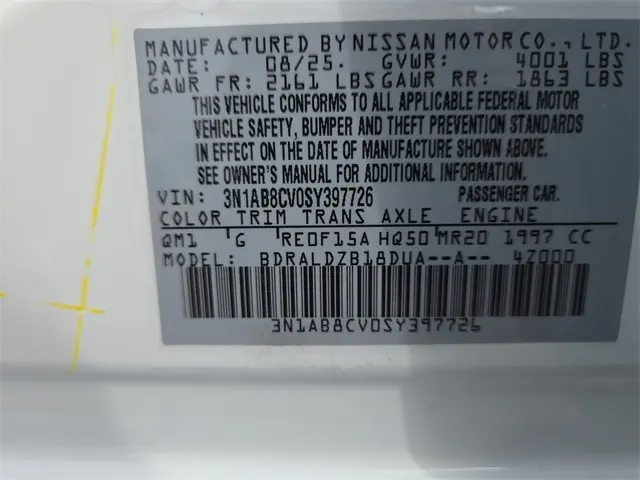 MANUFACTURED BY NISSAN MOTOR CO., LTD.
DATE: 08/25. GVWR: 4001 LBS
GAWR FR: 2161 LBS GAWR RR: 1863 LBS
THIS VEHICLE CONFORMS TO ALL APPLICABLE FEDERAL MOTOR
VEHICLE SAFETY, BUMPER AND THEFT PREVENTION STANDARDS
IN EFFECT ON THE DATE OF MANUFACTURE SHOWN ABOVE.
SEE OWNER'S MANUAL FOR ADDITIONAL INFORMATION.
VIN: 3N1AB8CV0SY397726 PASSENGER CAR.
COLOR TRIM TRANS AXLE ENGINE
QM1 G RE0F15A HQ50 MR20 1997 CC
MODEL: BDRALDZB18DUA--A-- 4Z000
3N1AB8CV0SY397726